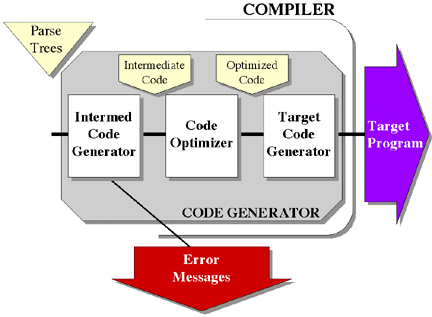 COMPILER
Parse
Trees
Intermediate
Code
Optimized
Code
Intermed
Code
Generator
Code
Optimizer
Target
Code
Generator
Target
Program
CODE GENERATOR
Error
Messages